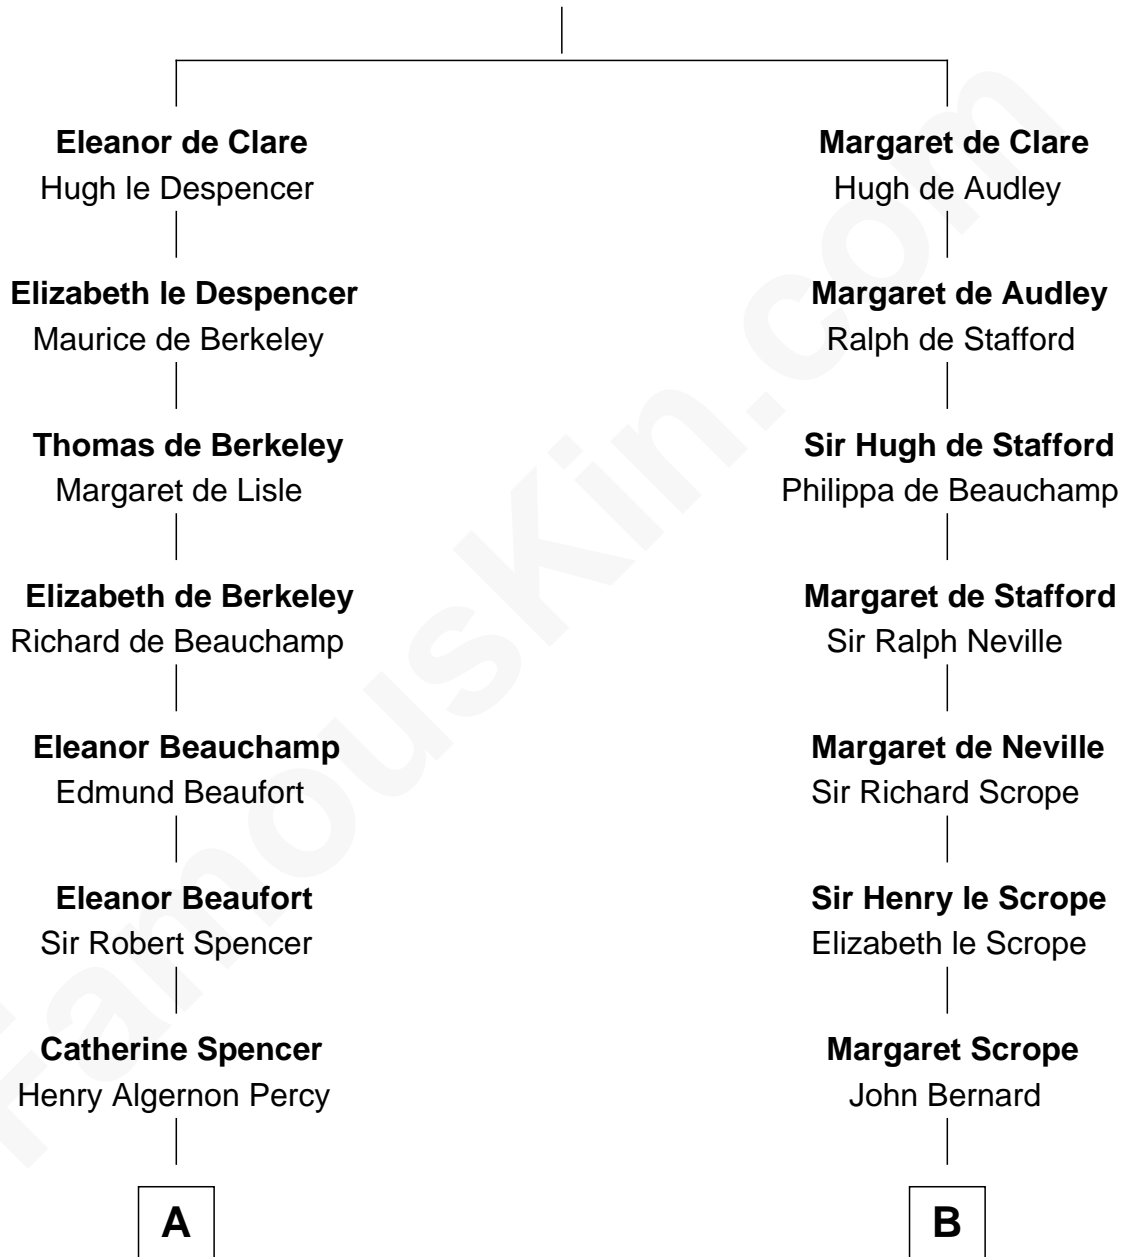 Eleanor de Clare
Hugh le Despencer
Elizabeth le Despencer
Maurice de Berkeley
Thomas de Berkeley
Margaret de Lisle
Elizabeth de Berkeley
Richard de Beauchamp
Eleanor Beauchamp
Edmund Beaufort
Eleanor Beaufort
Sir Robert Spencer
Catherine Spencer
Henry Algernon Percy
A
Margaret de Clare
Hugh de Audley
Margaret de Audley
Ralph de Stafford
Sir Hugh de Stafford
Philippa de Beauchamp
Margaret de Stafford
Sir Ralph Neville
Margaret de Neville
Sir Richard Scrope
Sir Henry le Scrope
Elizabeth le Scrope
Margaret Scrope
John Bernard
B
FamousKin.com